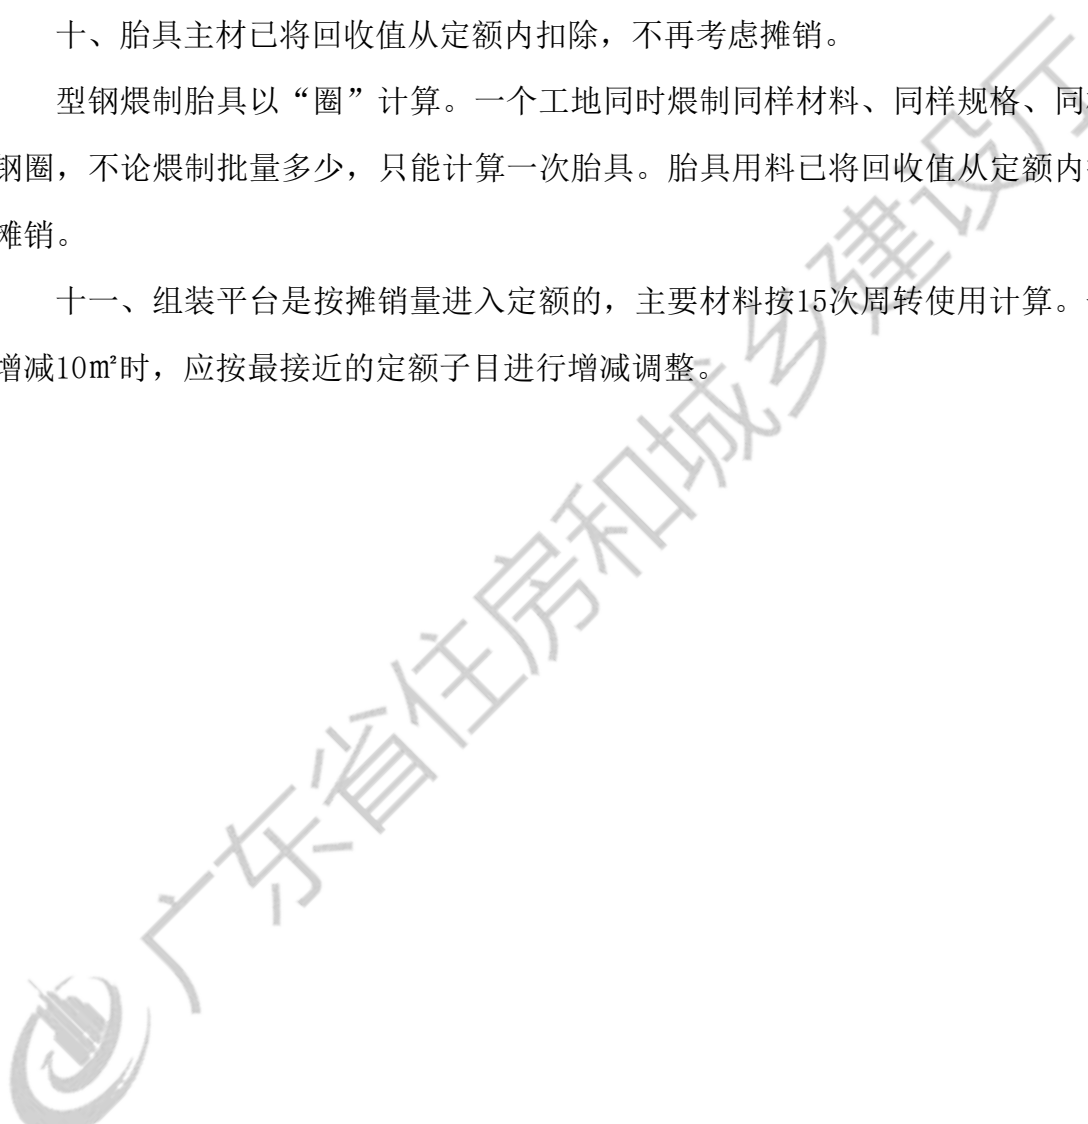 十、胎具主材已将回收值从定额内扣除，不再考虑摊销。
型钢煨制胎具以“圈”计算。一个工地同时煨制同样材料、同样规格、同
钢圈，不论煨制批量多少，只能计算一次胎具。胎具用料已将回收值从定额内
摊销。
十一、组装平台是按摊销量进入定额的，主要材料按15次周转使用计算。
增减10㎡时，应按最接近的定额子目进行增减调整。
广东省住房和城乡建设厅